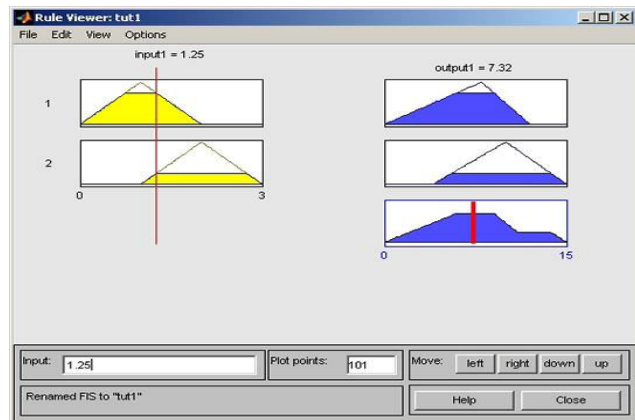 Rule Viewer: tut1
File Edit View Options
input1 = 1.25
output1 = 7.32
1
2
0 3
0 15
Input: 1.25 Plot points: 101 Move: left right down up
Renamed FIS to "tut1" Help Close